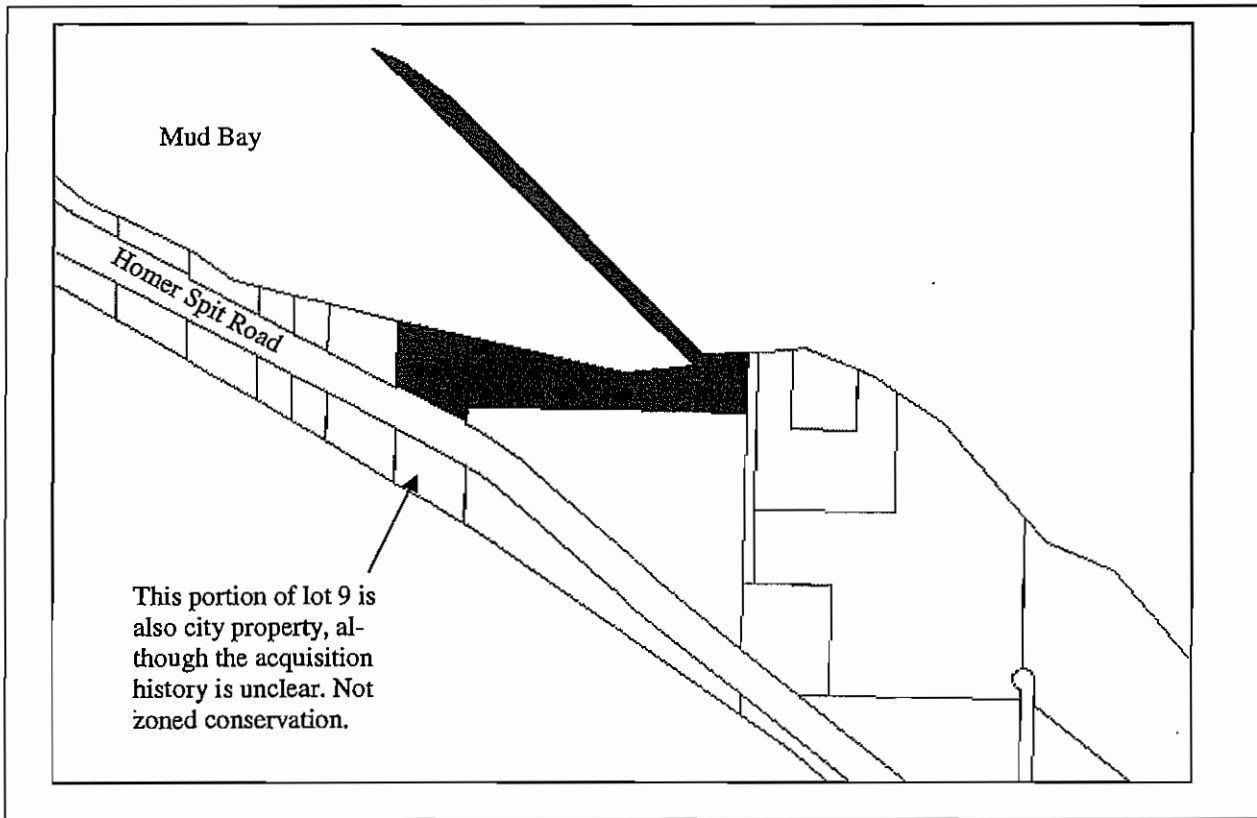 Mud Bay
Homer Spit Road
This portion of lot 9 is
also city property, al-
though the acquisition
history is unclear. Not
zoned conservation.